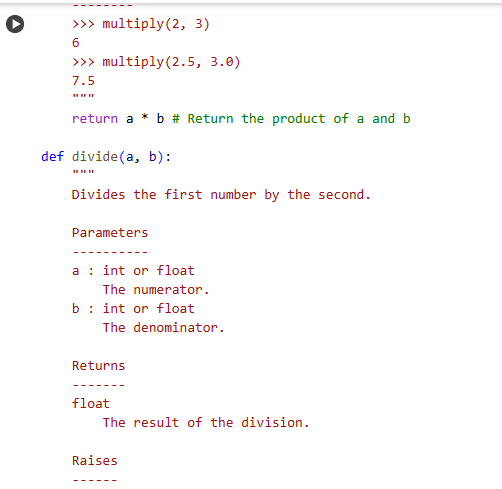 --------
>>> multiply(2, 3)
6
>>> multiply(2.5, 3.0)
7.5
"""
return a * b # Return the product of a and b
def divide(a, b):
"""
Divides the first number by the second.
Parameters
----------
a : int or float
The numerator.
b : int or float
The denominator.
Returns
-------
float
The result of the division.
Raises
------